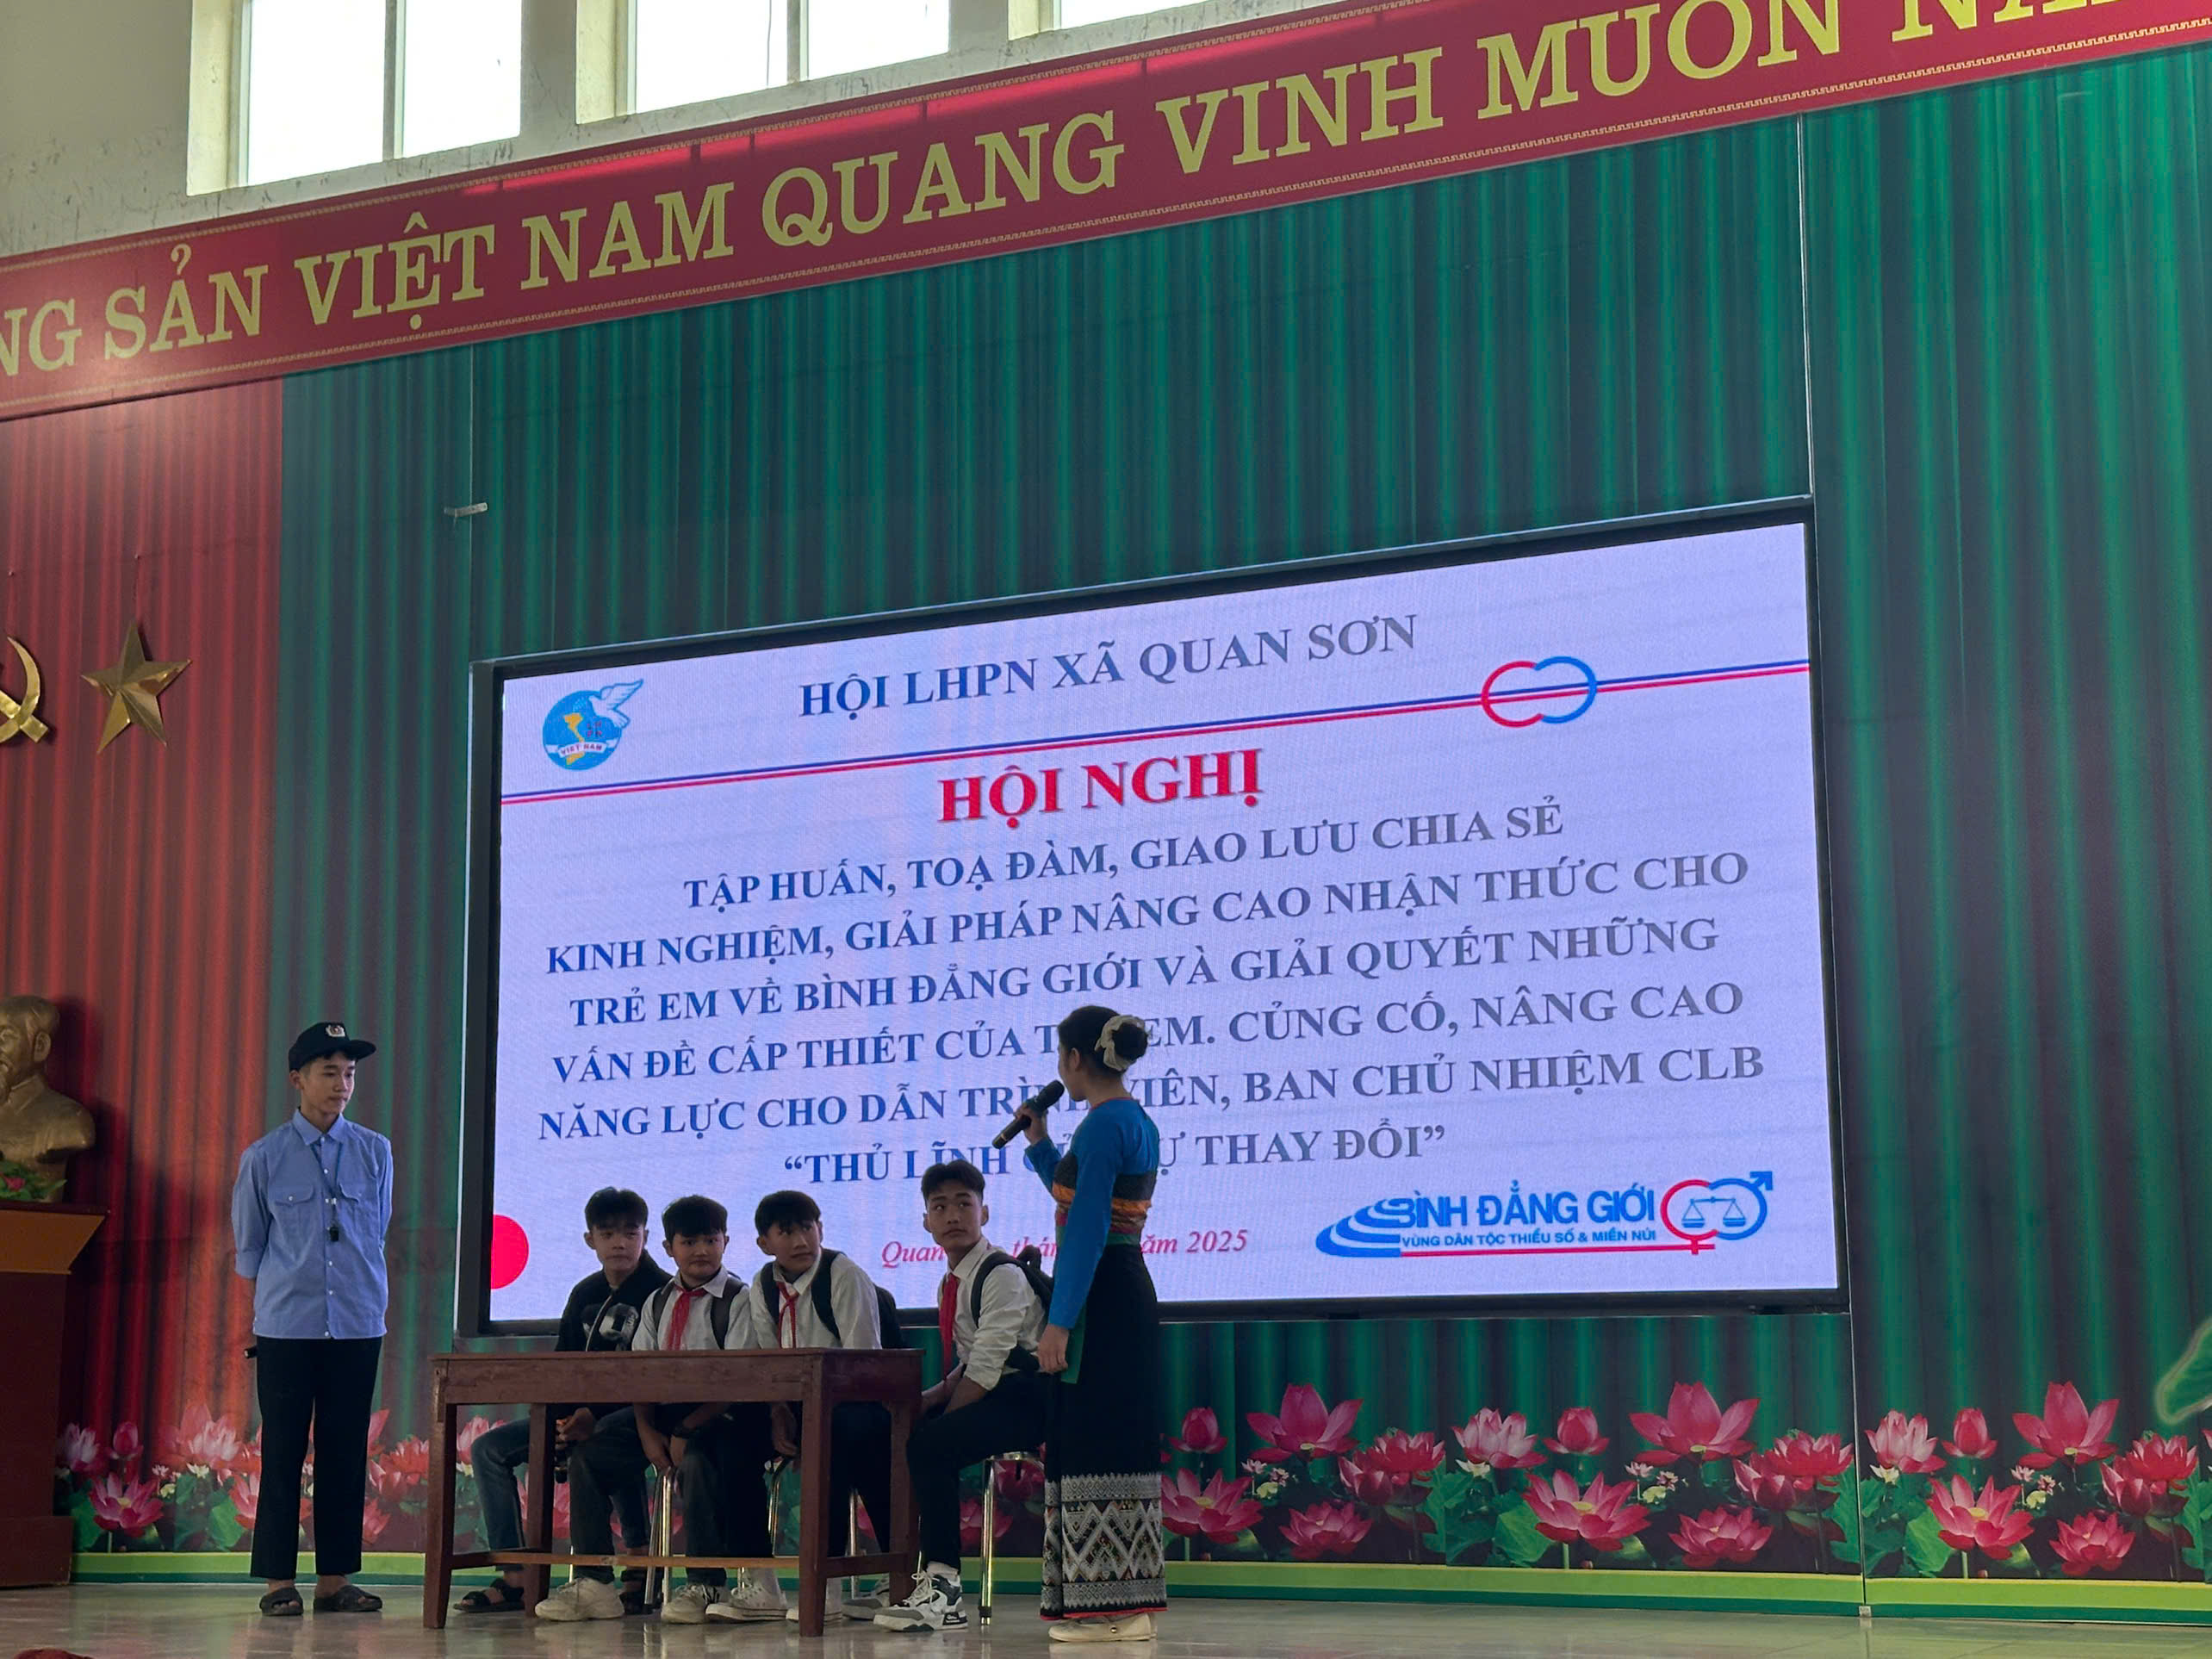 SẢN VIỆT NAM QUANG VINH MUÔN
HỘI LHPN XÃ QUAN SƠN
VIỆT NAM
HỘI NGHỊ
TẬP HUẤN, TOẠ ĐÀM, GIAO LƯU CHIA SẺ
KINH NGHIỆM, GIẢI PHÁP NÂNG CAO NHẬN THỨC CHO
TRẺ EM VỀ BÌNH ĐẲNG GIỚI VÀ GIẢI QUYẾT NHỮNG
VẤN ĐỀ CẤP THIẾT CỦA EM. CỦNG CỐ, NÂNG CAO
NĂNG LỰC CHO DẪN TRÌNH VIÊN, BAN CHỦ NHIỆM CLB
“THỦ LĨNH THAY ĐỔI”
Quan năm 2025
BÌNH ĐẲNG GIỚI
VÙNG DÂN TỘC THIỂU SỐ & MIỀN NÚI